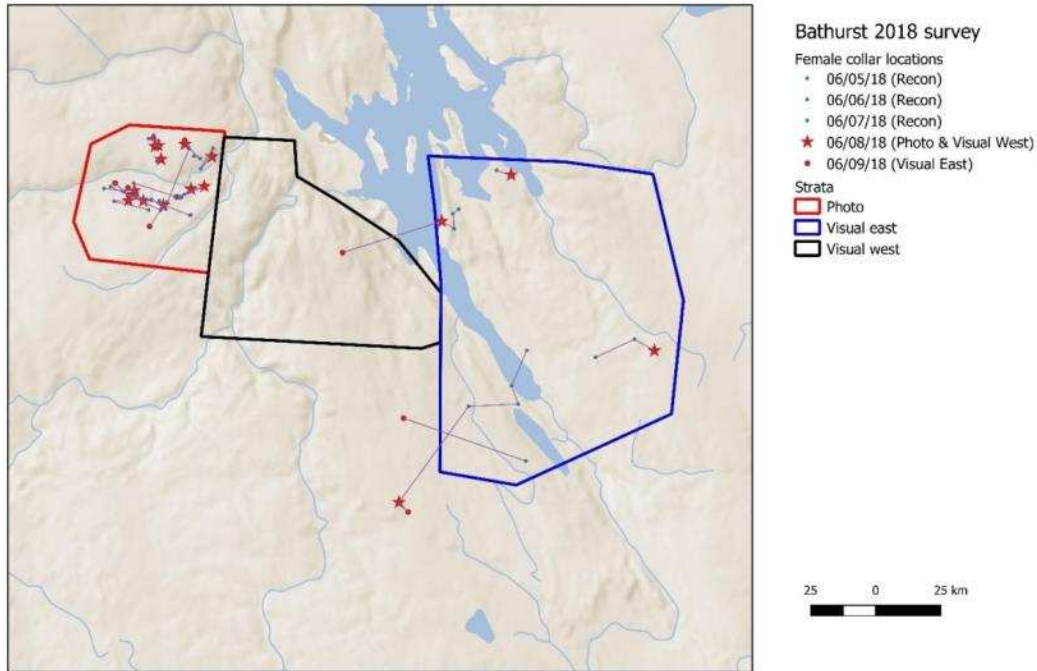 Bathurst 2018 survey
Female collar locations
06/05/18 (Recon)
06/06/18 (Recon)
06/07/18 (Recon)
06/08/18 (Photo & Visual West)
06/09/18 (Visual East)
Strata
Photo
Visual east
Visual west
25 0 25 km